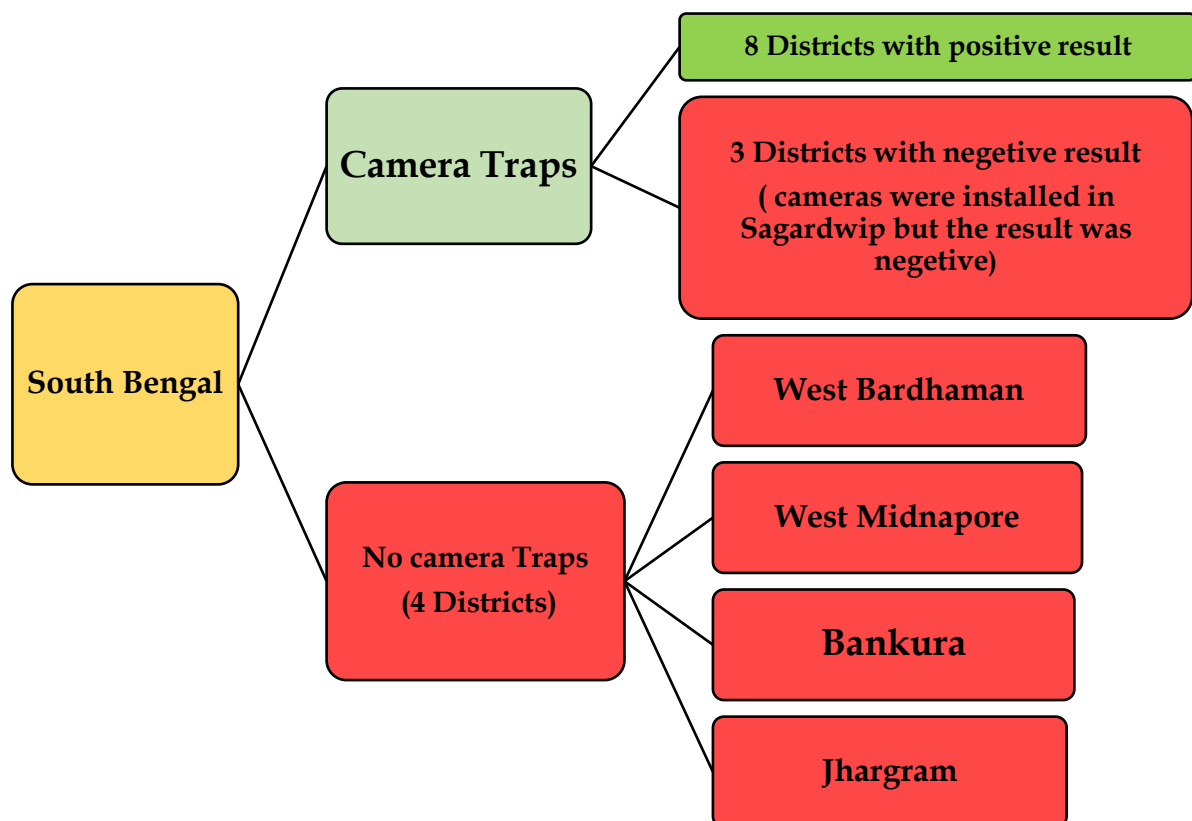 8 Districts with positive result
Camera Traps
3 Districts with negetive result
( cameras were installed in
Sagardwip but the result was
negetive)
South Bengal
West Bardhaman
No camera Traps
(4 Districts)
West Midnapore
Bankura
Jhargram